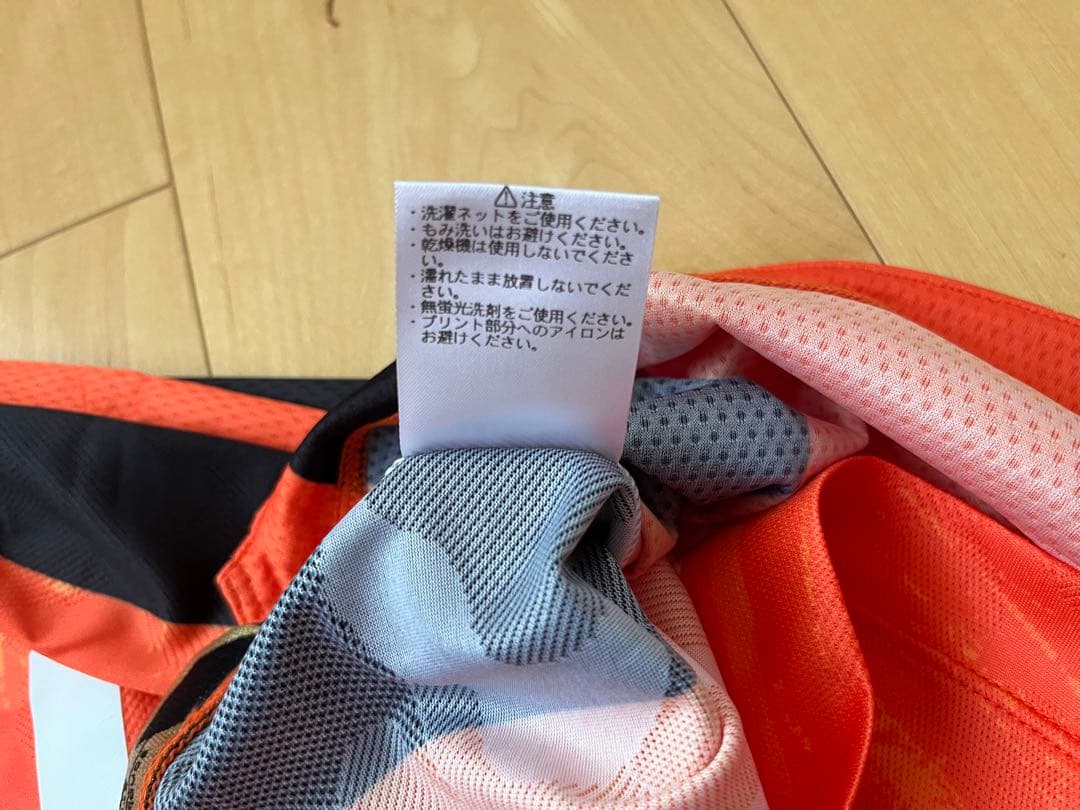 ⚠注意
・洗濯ネットをご使用ください。
・もみ洗いはお避けください。
・乾燥機は使用しないでくださ
い。
・濡れたまま放置しないでくだ
さい。
・無蛍光洗剤をご使用ください。
・プリント部分へのアイロンは
お避けください。